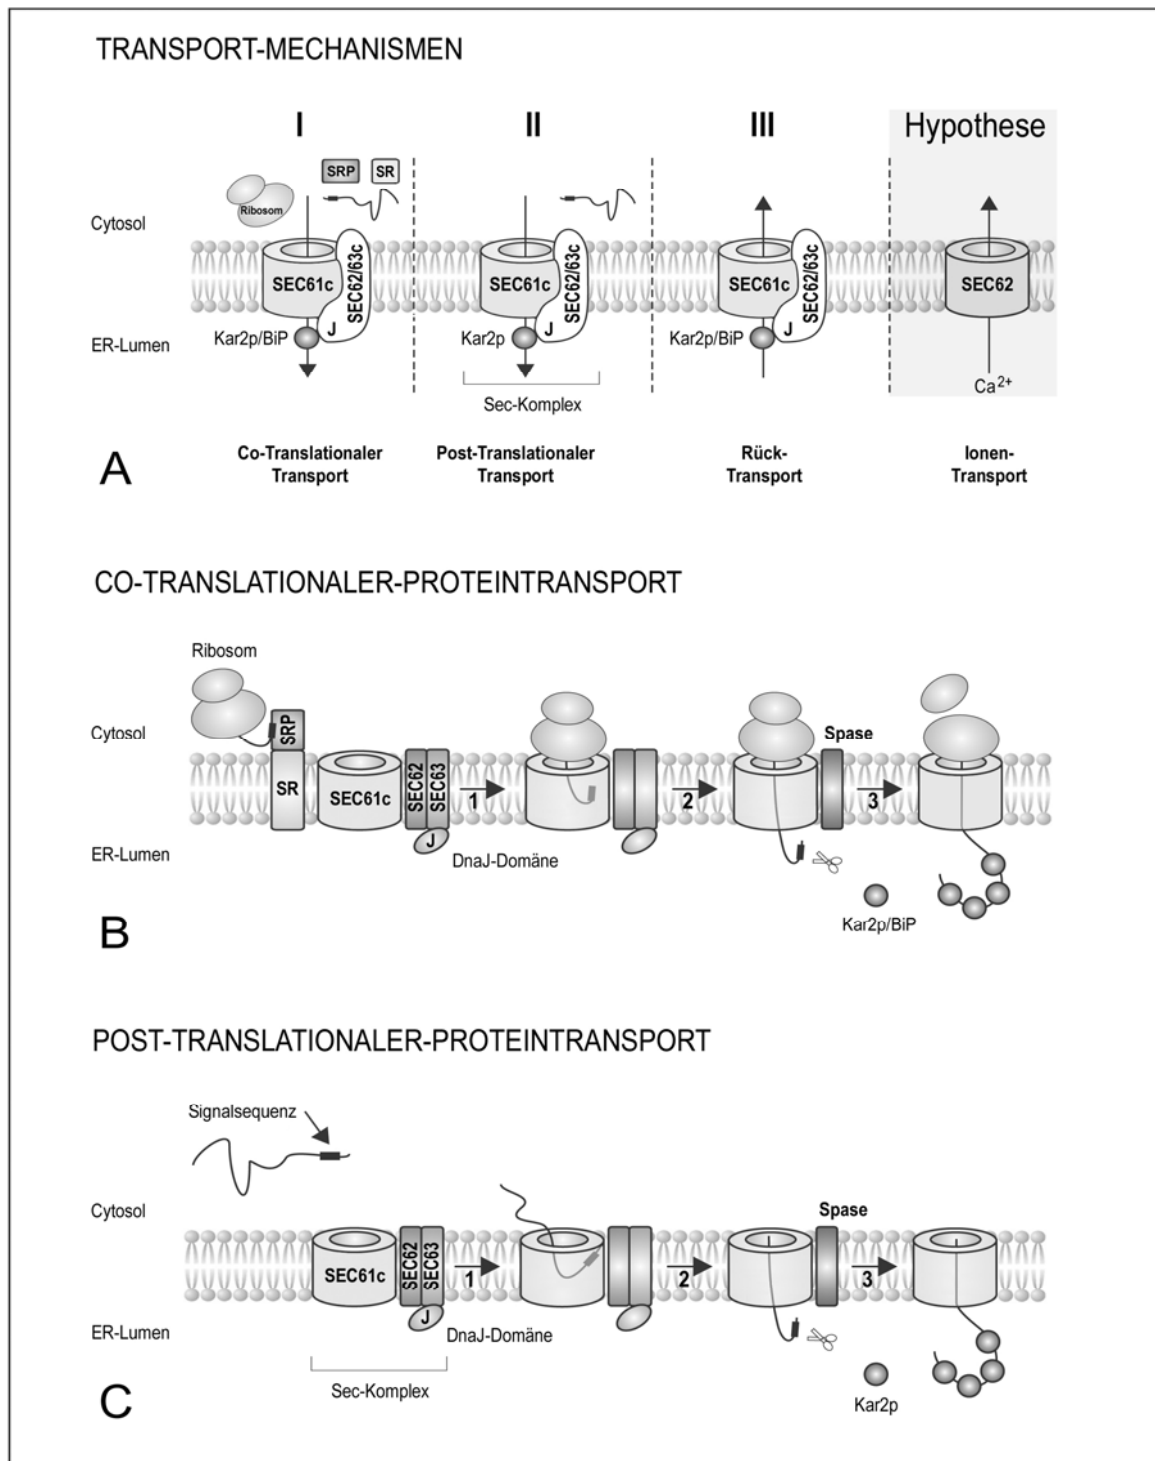 TRANSPORT-MECHANISMEN
I II III Hypothese
SRP SR
Ribosom
Cytosol
SEC61c SEC62/63c SEC61c SEC62/63c SEC61c SEC62/63c SEC62
J J J
Kar2p/BiP Kar2p Kar2p/BiP
ER-Lumen
Ca2+
Sec-Komplex
A
Co-Translationaler Post-Translationaler Rück- Ionen-
Transport Transport Transport Transport
CO-TRANSLATIONALER-PROTEINTRANSPORT
Ribosom
SRP
Cytosol Spase
SR SEC61c SEC62 SEC63 1 2 3
J
ER-Lumen DnaJ-Domäne
Kar2p/BiP
B
POST-TRANSLATIONALER-PROTEINTRANSPORT
Signalsequenz
Cytosol Spase
SEC61c SEC62 SEC63 1 2 3
J
ER-Lumen DnaJ-Domäne
Sec-Komplex Kar2p
C